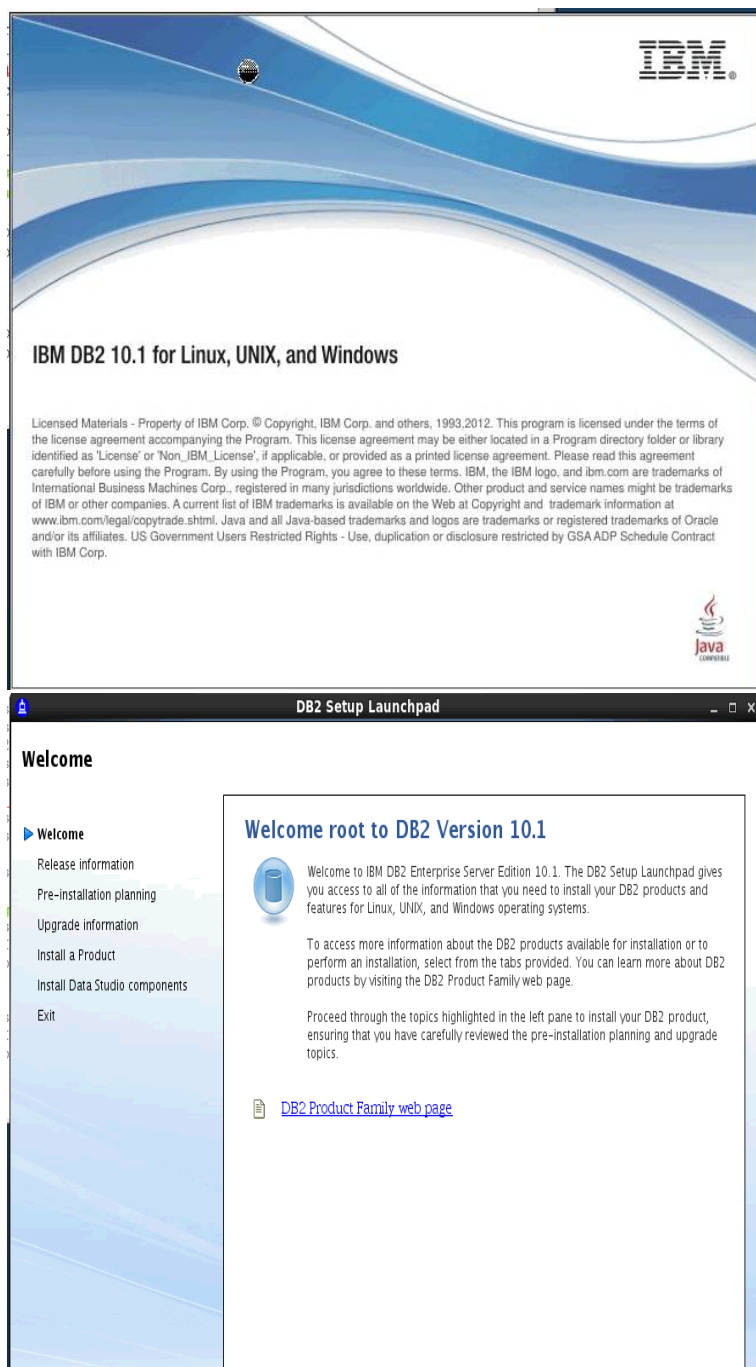 IBM®
IBM DB2 10.1 for Linux, UNIX, and Windows
Licensed Materials - Property of IBM Corp. © Copyright, IBM Corp. and others, 1993,2012. This program is licensed under the terms of
the license agreement accompanying the Program. This license agreement may be either located in a Program directory folder or library
identified as 'License' or 'Non_IBM_License', if applicable, or provided as a printed license agreement. Please read this agreement
carefully before using the Program. By using the Program, you agree to these terms. IBM, the IBM logo, and ibm.com are trademarks of
International Business Machines Corp., registered in many jurisdictions worldwide. Other product and service names might be trademarks
of IBM or other companies. A current list of IBM trademarks is available on the Web at Copyright and trademark information at
www.ibm.com/legal/copytrade.shtml. Java and all Java-based trademarks and logos are trademarks or registered trademarks of Oracle
and/or its affiliates. US Government Users Restricted Rights - Use, duplication or disclosure restricted by GSA ADP Schedule Contract
with IBM Corp.
Java
COMPATIBLE
DB2 Setup Launchpad
Welcome
Welcome
Release information
Pre-installation planning
Upgrade information
Install a Product
Install Data Studio components
Exit
Welcome root to DB2 Version 10.1
Welcome to IBM DB2 Enterprise Server Edition 10.1. The DB2 Setup Launchpad gives
you access to all of the information that you need to install your DB2 products and
features for Linux, UNIX, and Windows operating systems.
To access more information about the DB2 products available for installation or to
perform an installation, select from the tabs provided. You can learn more about DB2
products by visiting the DB2 Product Family web page.
Proceed through the topics highlighted in the left pane to install your DB2 product,
ensuring that you have carefully reviewed the pre-installation planning and upgrade
topics.
DB2 Product Family web page